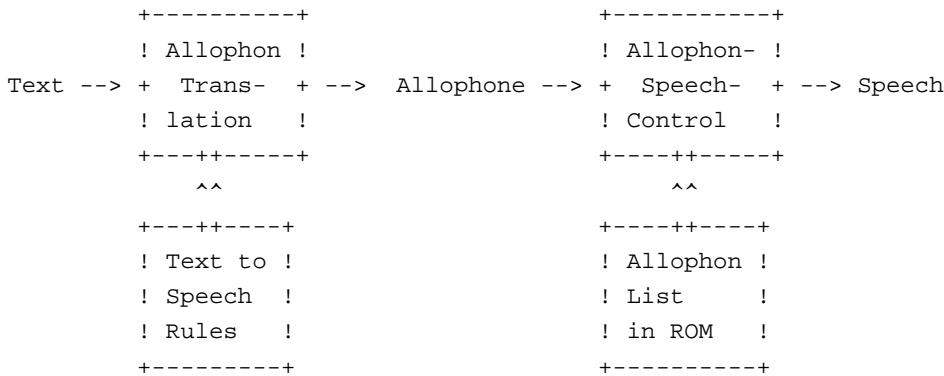 +----------+ +-----------+
! Allophon ! ! Allophon- !
Text --> + Trans- + --> Allophone --> + Speech- + --> Speech
! lation ! ! Control !
+---++-----+ +----++-----+
^^ ^^
+---++----+ +----++----+
! Text to ! ! Allophon !
! Speech ! ! List !
! Rules ! ! in ROM !
+---------+ +----------+